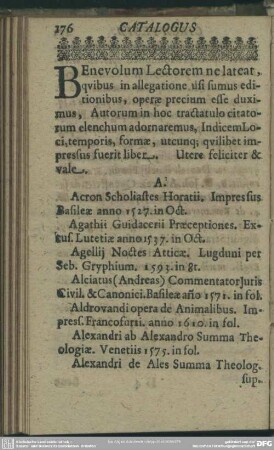 376 CATALOGUS
BEnevolum Lectorem ne lateat,
qvibus in allegatione usi sumus edi-
tionibus, operæ precium esse duxi-
mus, Autorum in hoc tractatulo citato-
rum elenchum adornaremus, IndicemLo-
ci,temporis, formæ, utcunq; qvilibet im-
pressus fuerit liber. Utere feliciter &
vale.
A.
Acron Scholiastes Horatii. Impressus
Basileæ anno 1527. in Oct.
Agathii Guidacerii Præceptiones. Ex-
cus. Lutetiæ anno 1537. in Oct.
Agellij Noctes Atticæ. Lugduni per
Seb. Gryphium. 1593. in 8t.
Alciatus (Andreas) CommentatorJuris
Civil. & Canonici. Basileæ año 1571. in fol.
Aldrovandi opera de Animalibus. Im-
press. Francofurti. anno 1610. in fol.
Alexandri ab Alexandro Summa The-
ologiæ. Venetiis 1575. in fol.
Alexandri de Ales Summa Theolog.
sup.